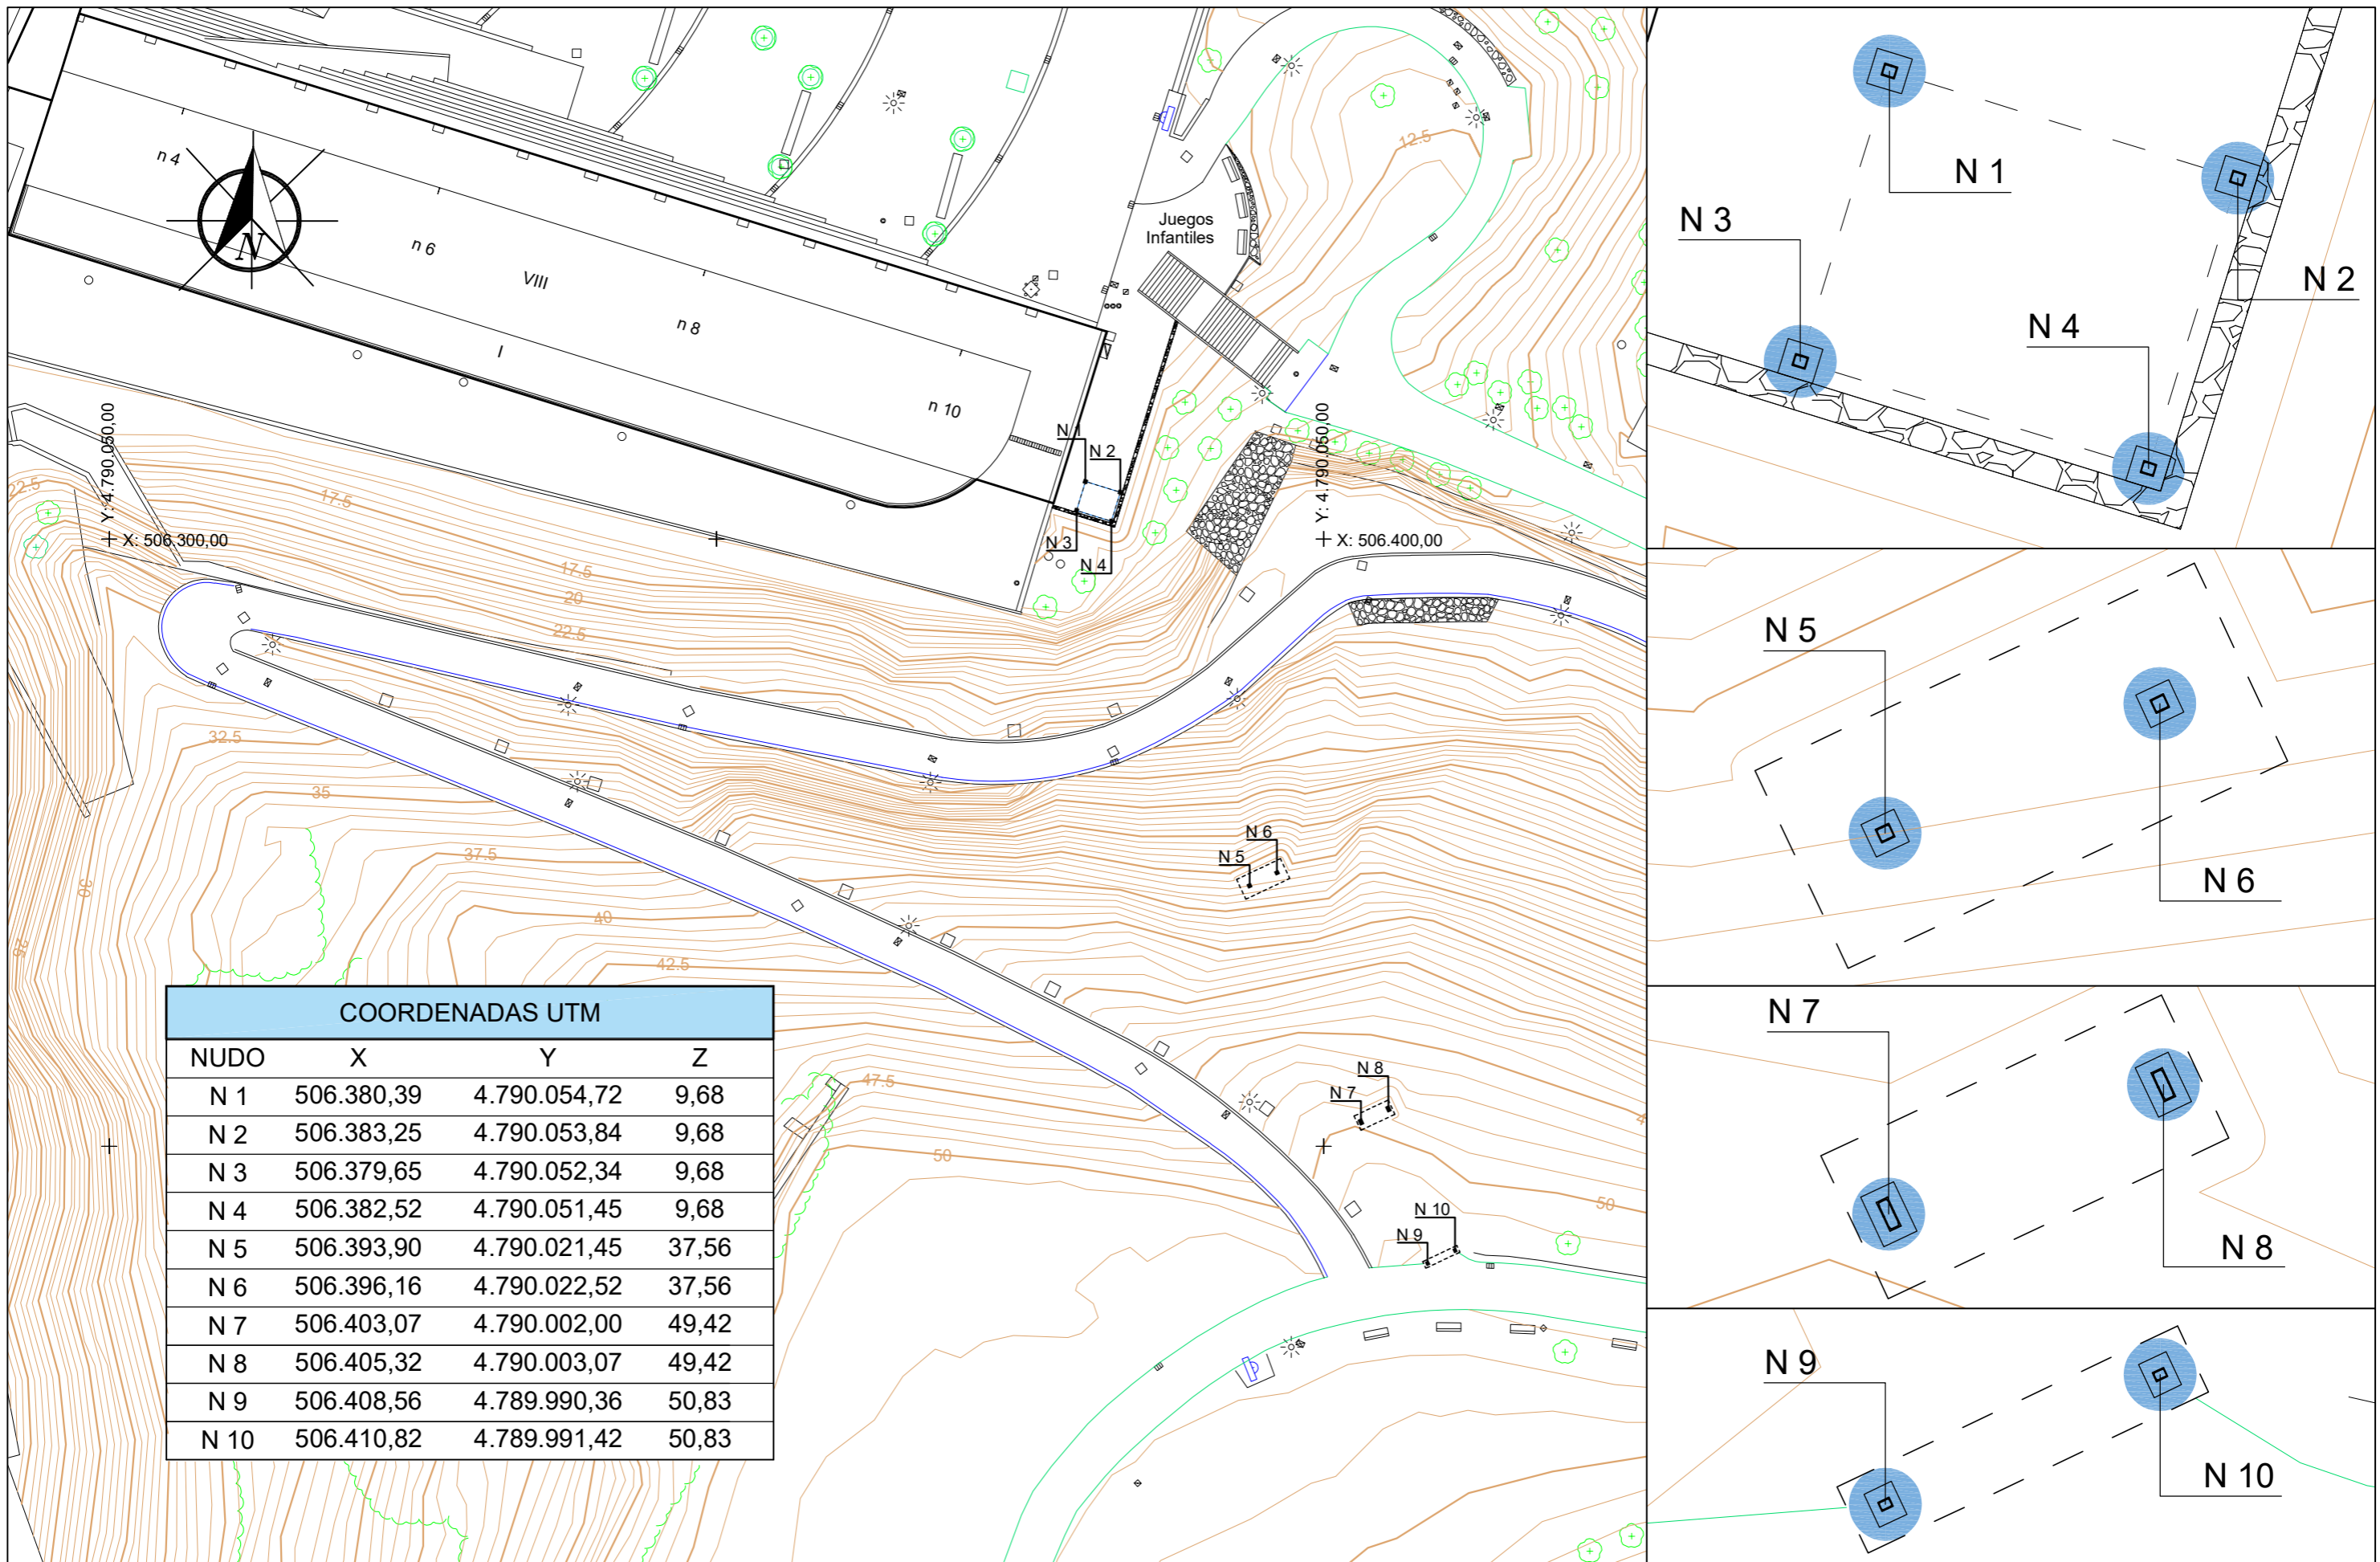 n 4
n 6
VIII
n 8
I
n 10
N
Juegos
Infantiles
12.5
N 1
N 2
N 3
N 4
Y: 4.790.050,00
X: 506.300,00
Y: 4.790.050,00
X: 506.400,00
22.5
17.5
17.5
20
22.5
32.5
35
37.5
30
25
40
42.5
47.5
50
50
N 6
N 5
N 8
N 7
N 10
N 9
COORDENADAS UTM
NUDO X Y Z
N 1 506.380,39 4.790.054,72 9,68
N 2 506.383,25 4.790.053,84 9,68
N 3 506.379,65 4.790.052,34 9,68
N 4 506.382,52 4.790.051,45 9,68
N 5 506.393,90 4.790.021,45 37,56
N 6 506.396,16 4.790.022,52 37,56
N 7 506.403,07 4.790.002,00 49,42
N 8 506.405,32 4.790.003,07 49,42
N 9 506.408,56 4.789.990,36 50,83
N 10 506.410,82 4.789.991,42 50,83
N 1
N 3
N 2
N 4
N 5
N 6
N 7
N 8
N 9
N 10